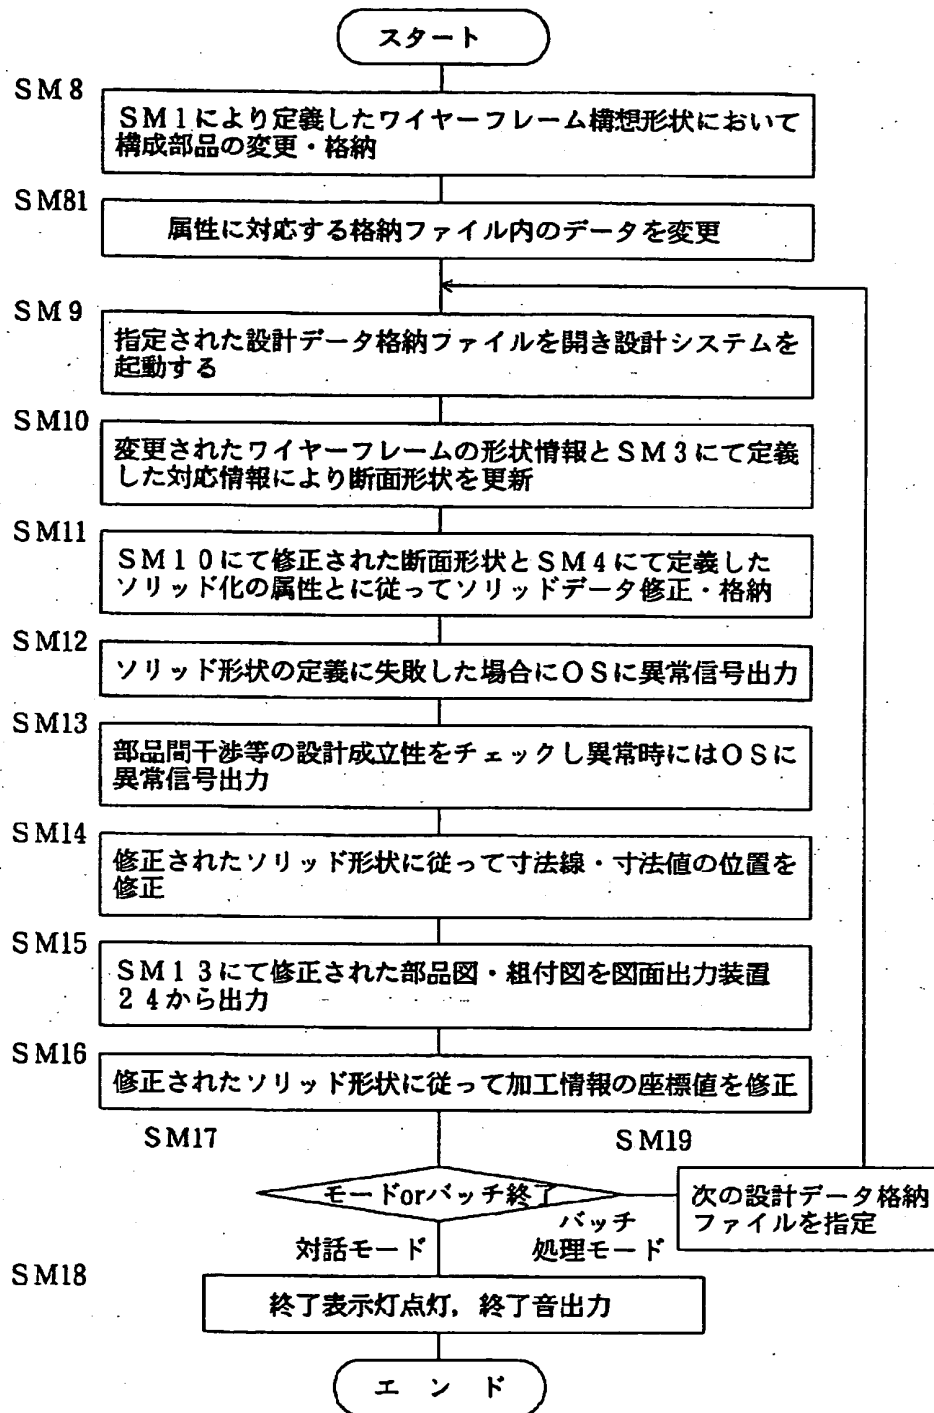 スタート
SM8
SM1により定義したワイヤーフレーム構想形状において
構成部品の変更・格納
SM81
属性に対応する格納ファイル内のデータを変更
SM9
指定された設計データ格納ファイルを開き設計システムを
起動する
SM10
変更されたワイヤーフレームの形状情報とSM3にて定義
した対応情報により断面形状を更新
SM11
SM10にて修正された断面形状とSM4にて定義した
ソリッド化の属性とに従ってソリッドデータ修正・格納
SM12
ソリッド形状の定義に失敗した場合にOSに異常信号出力
SM13
部品間干渉等の設計成立性をチェックし異常時にはOSに
異常信号出力
SM14
修正されたソリッド形状に従って寸法線・寸法値の位置を
修正
SM15
SM13にて修正された部品図・組付図を図面出力装置
24から出力
SM16
修正されたソリッド形状に従って加工情報の座標値を修正
SM17
SM19
モードorバッチ終了
次の設計データ格納
ファイルを指定
対話モード
バッチ
処理モード
SM18
終了表示灯点灯,終了音出力
エンド